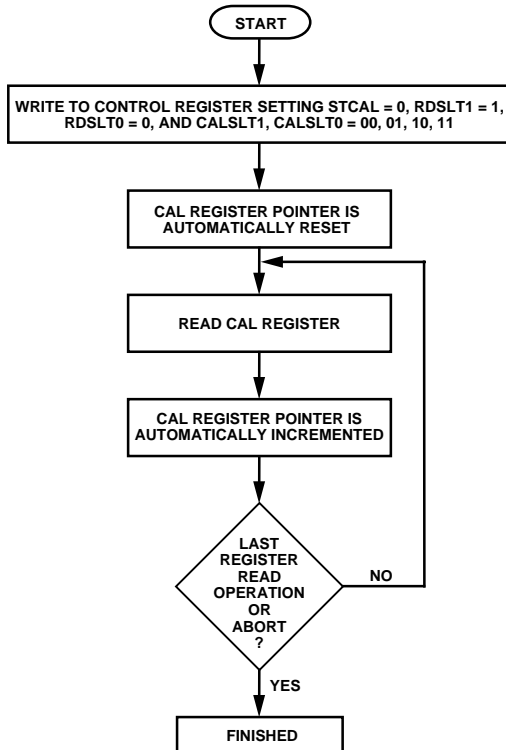 START
WRITE TO CONTROL REGISTER SETTING STCAL = 0, RDSLT1 = 1,
RDSLT0 = 0, AND CALSLT1, CALSLT0 = 00, 01, 10, 11
CAL REGISTER POINTER IS
AUTOMATICALLY RESET
READ CAL REGISTER
CAL REGISTER POINTER IS
AUTOMATICALLY INCREMENTED
LAST
REGISTER
READ
OPERATION
OR
ABORT
?
NO
YES
FINISHED